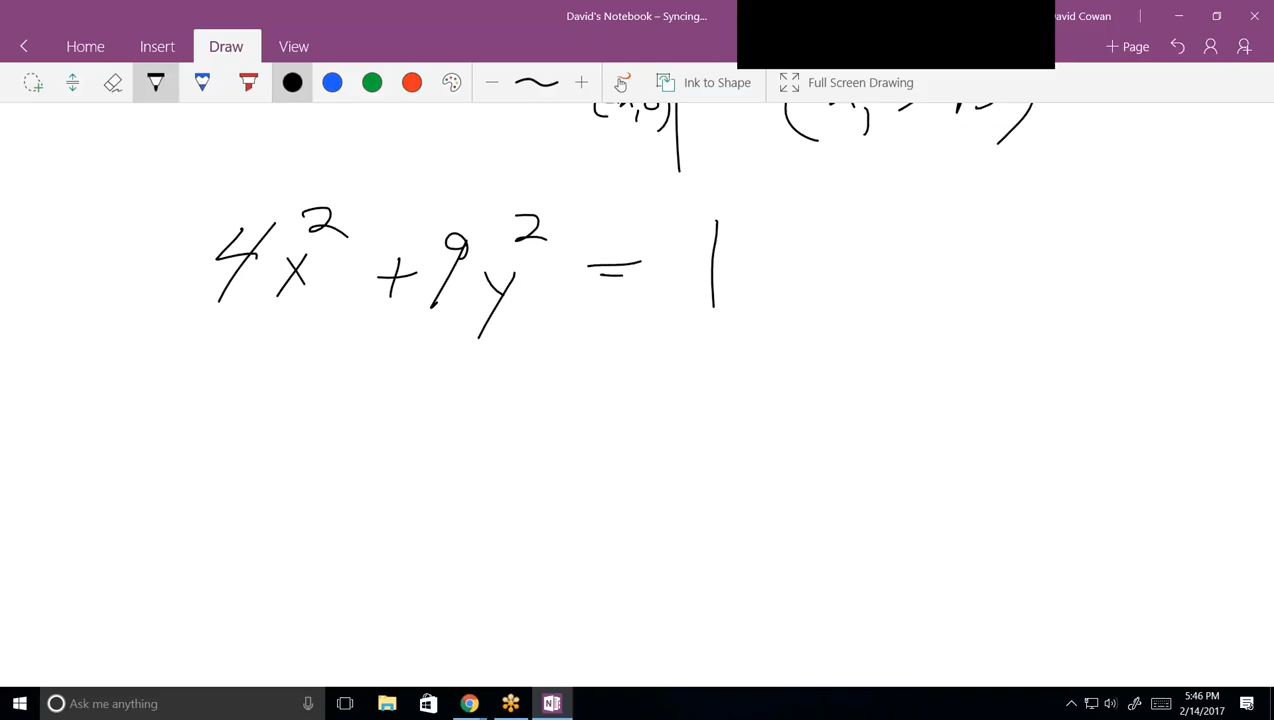 David's Notebook – Syncing...
avid Cowan
Home Insert Draw View
+ Page
Ink to Shape
Full Screen Drawing
4x² + 9y² = 1
Ask me anything
5:46 PM
2/14/2017